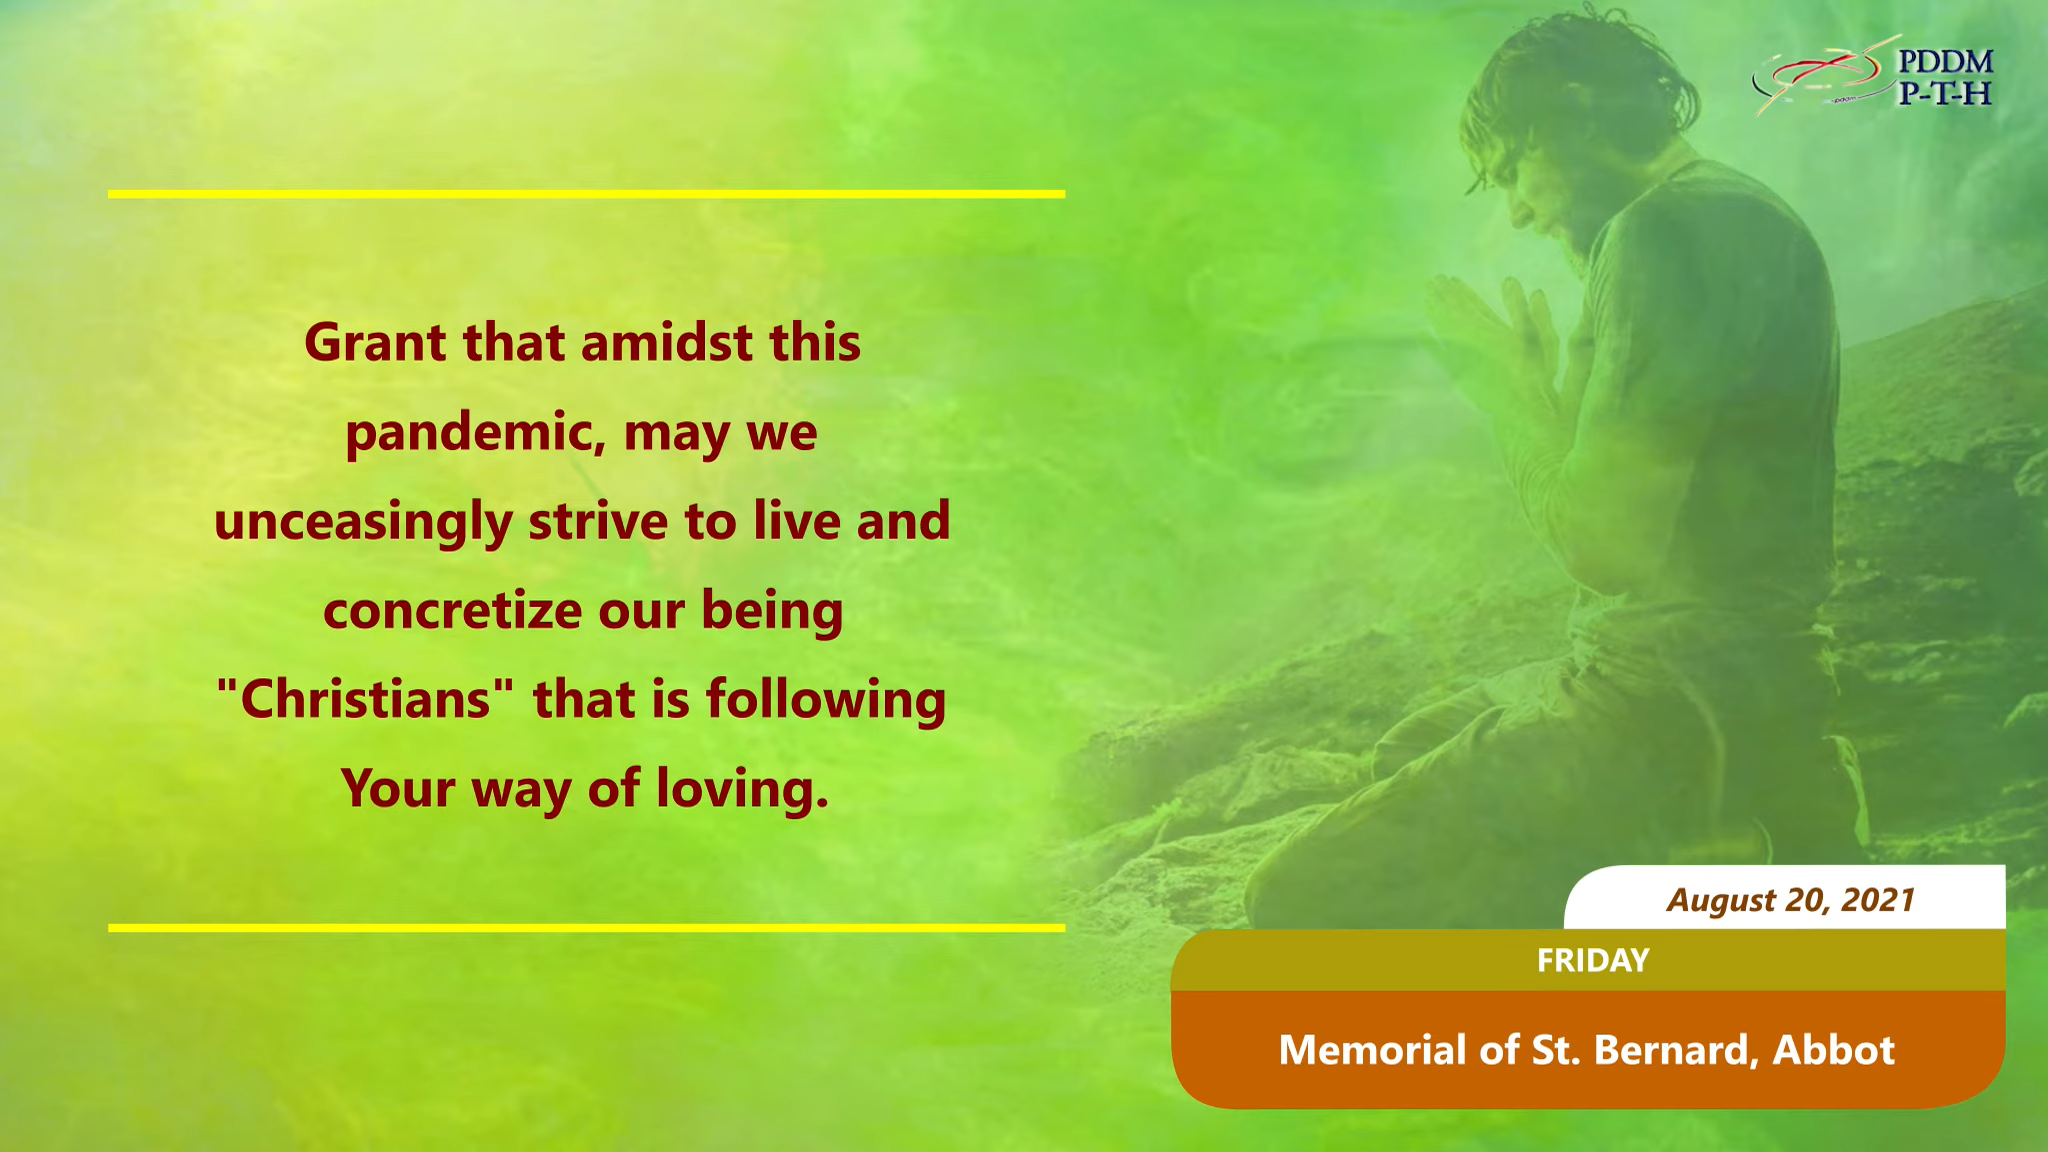 PDDM
P-T-H
Grant that amidst this
pandemic, may we
unceasingly strive to live and
concretize our being
"Christians" that is following
Your way of loving.
August 20, 2021
FRIDAY
Memorial of St. Bernard, Abbot